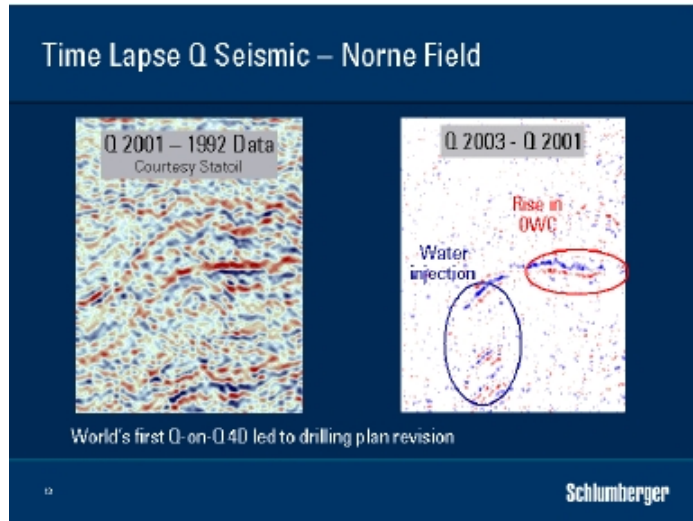 Time Lapse Q Seismic – Norne Field
Q 2001 – 1992 Data
Courtesy Statoil
Q 2003 - Q 2001
Rise in
OWC
Water
injection
World's first Q-on-Q 4D led to drilling plan revision
Schlumberger